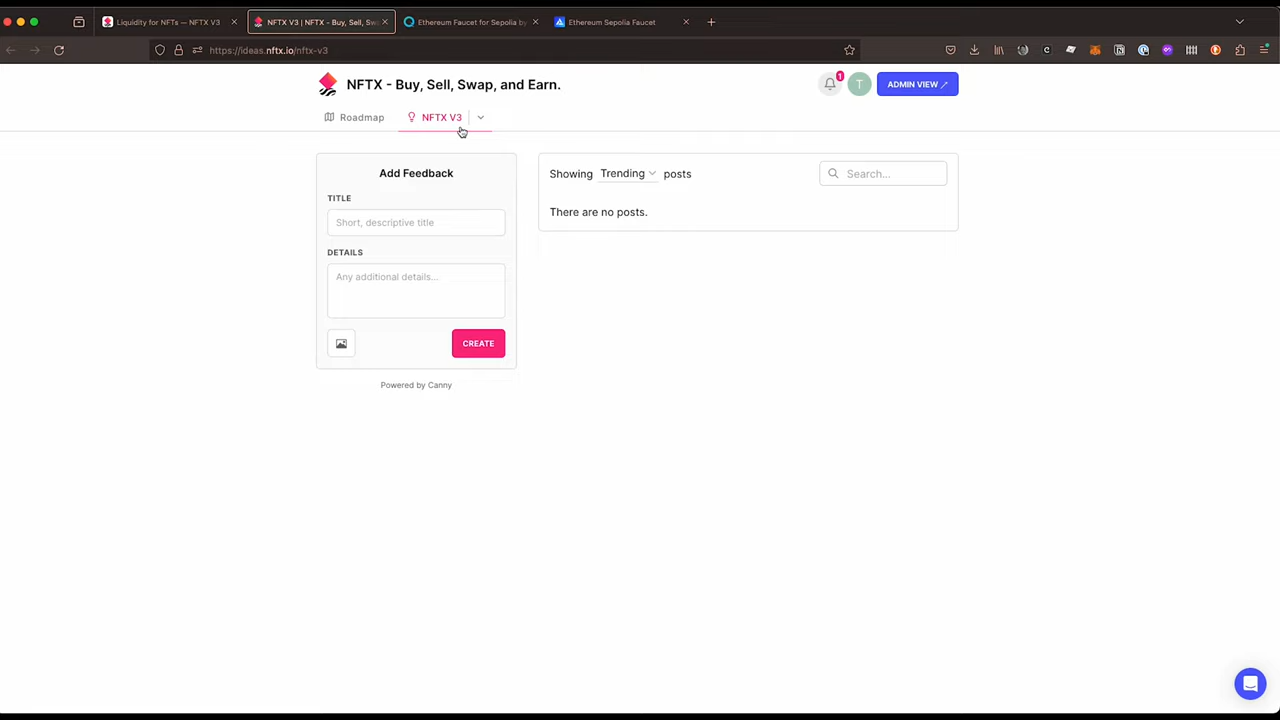 Liquidity for NFTs — NFTX V3
NFTX V3 | NFTX - Buy, Sell, Sw
Ethereum Faucet for Sepolia by
Ethereum Sepolia Faucet
https://ideas.nftx.io/nftx-v3
NFTX - Buy, Sell, Swap, and Earn.
1
T
ADMIN VIEW
Roadmap
NFTX V3
Add Feedback
TITLE
Short, descriptive title
DETAILS
Any additional details...
CREATE
Powered by Canny
Showing Trending posts
Search...
There are no posts.